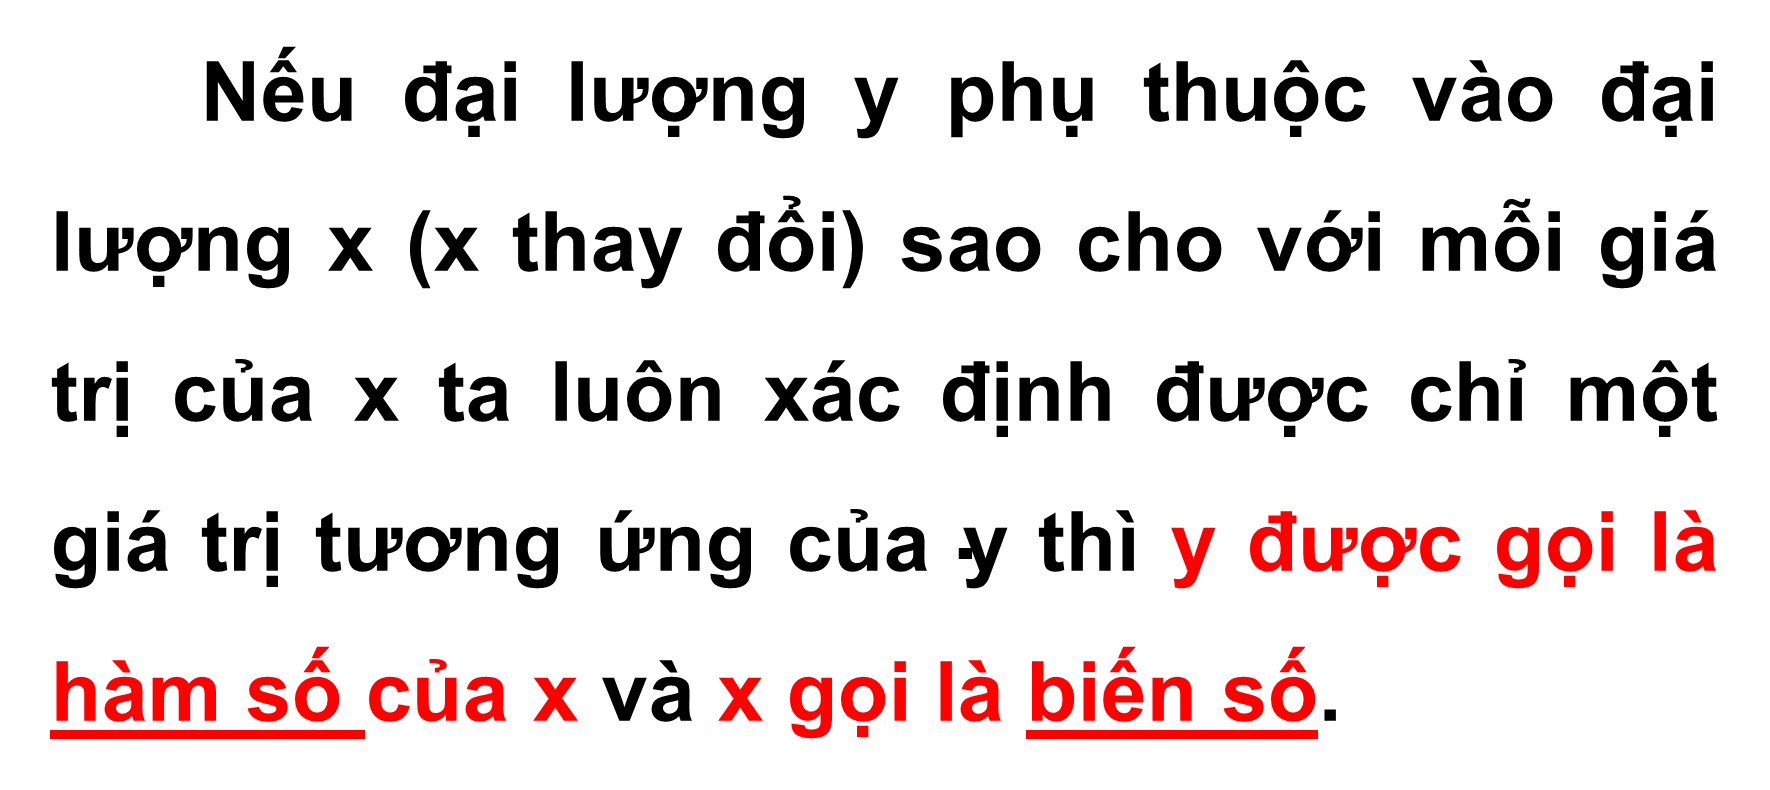 Nếu đại lượng y phụ thuộc vào đại
lượng x (x thay đổi) sao cho với mỗi giá
trị của x ta luôn xác định được chỉ một
giá trị tương ứng của -y thì y được gọi là
hàm số của x và x gọi là biến số.